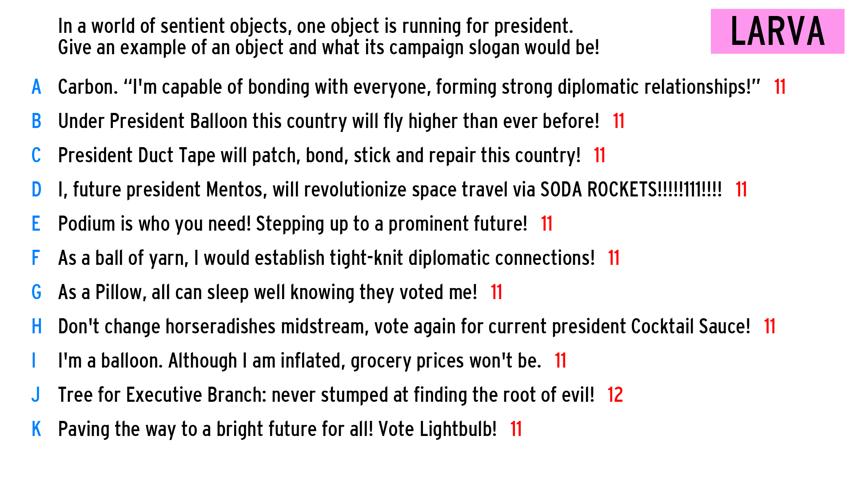 In a world of sentient objects, one object is running for president.
Give an example of an object and what its campaign slogan would be!
LARVA
A Carbon. “I'm capable of bonding with everyone, forming strong diplomatic relationships!” 11
B Under President Balloon this country will fly higher than ever before! 11
C President Duct Tape will patch, bond, stick and repair this country! 11
D I, future president Mentos, will revolutionize space travel via SODA ROCKETS!!!!!111!!!! 11
E Podium is who you need! Stepping up to a prominent future! 11
F As a ball of yarn, I would establish tight-knit diplomatic connections! 11
G As a Pillow, all can sleep well knowing they voted me! 11
H Don't change horseradishes midstream, vote again for current president Cocktail Sauce! 11
I I'm a balloon. Although I am inflated, grocery prices won't be. 11
J Tree for Executive Branch: never stumped at finding the root of evil! 12
K Paving the way to a bright future for all! Vote Lightbulb! 11